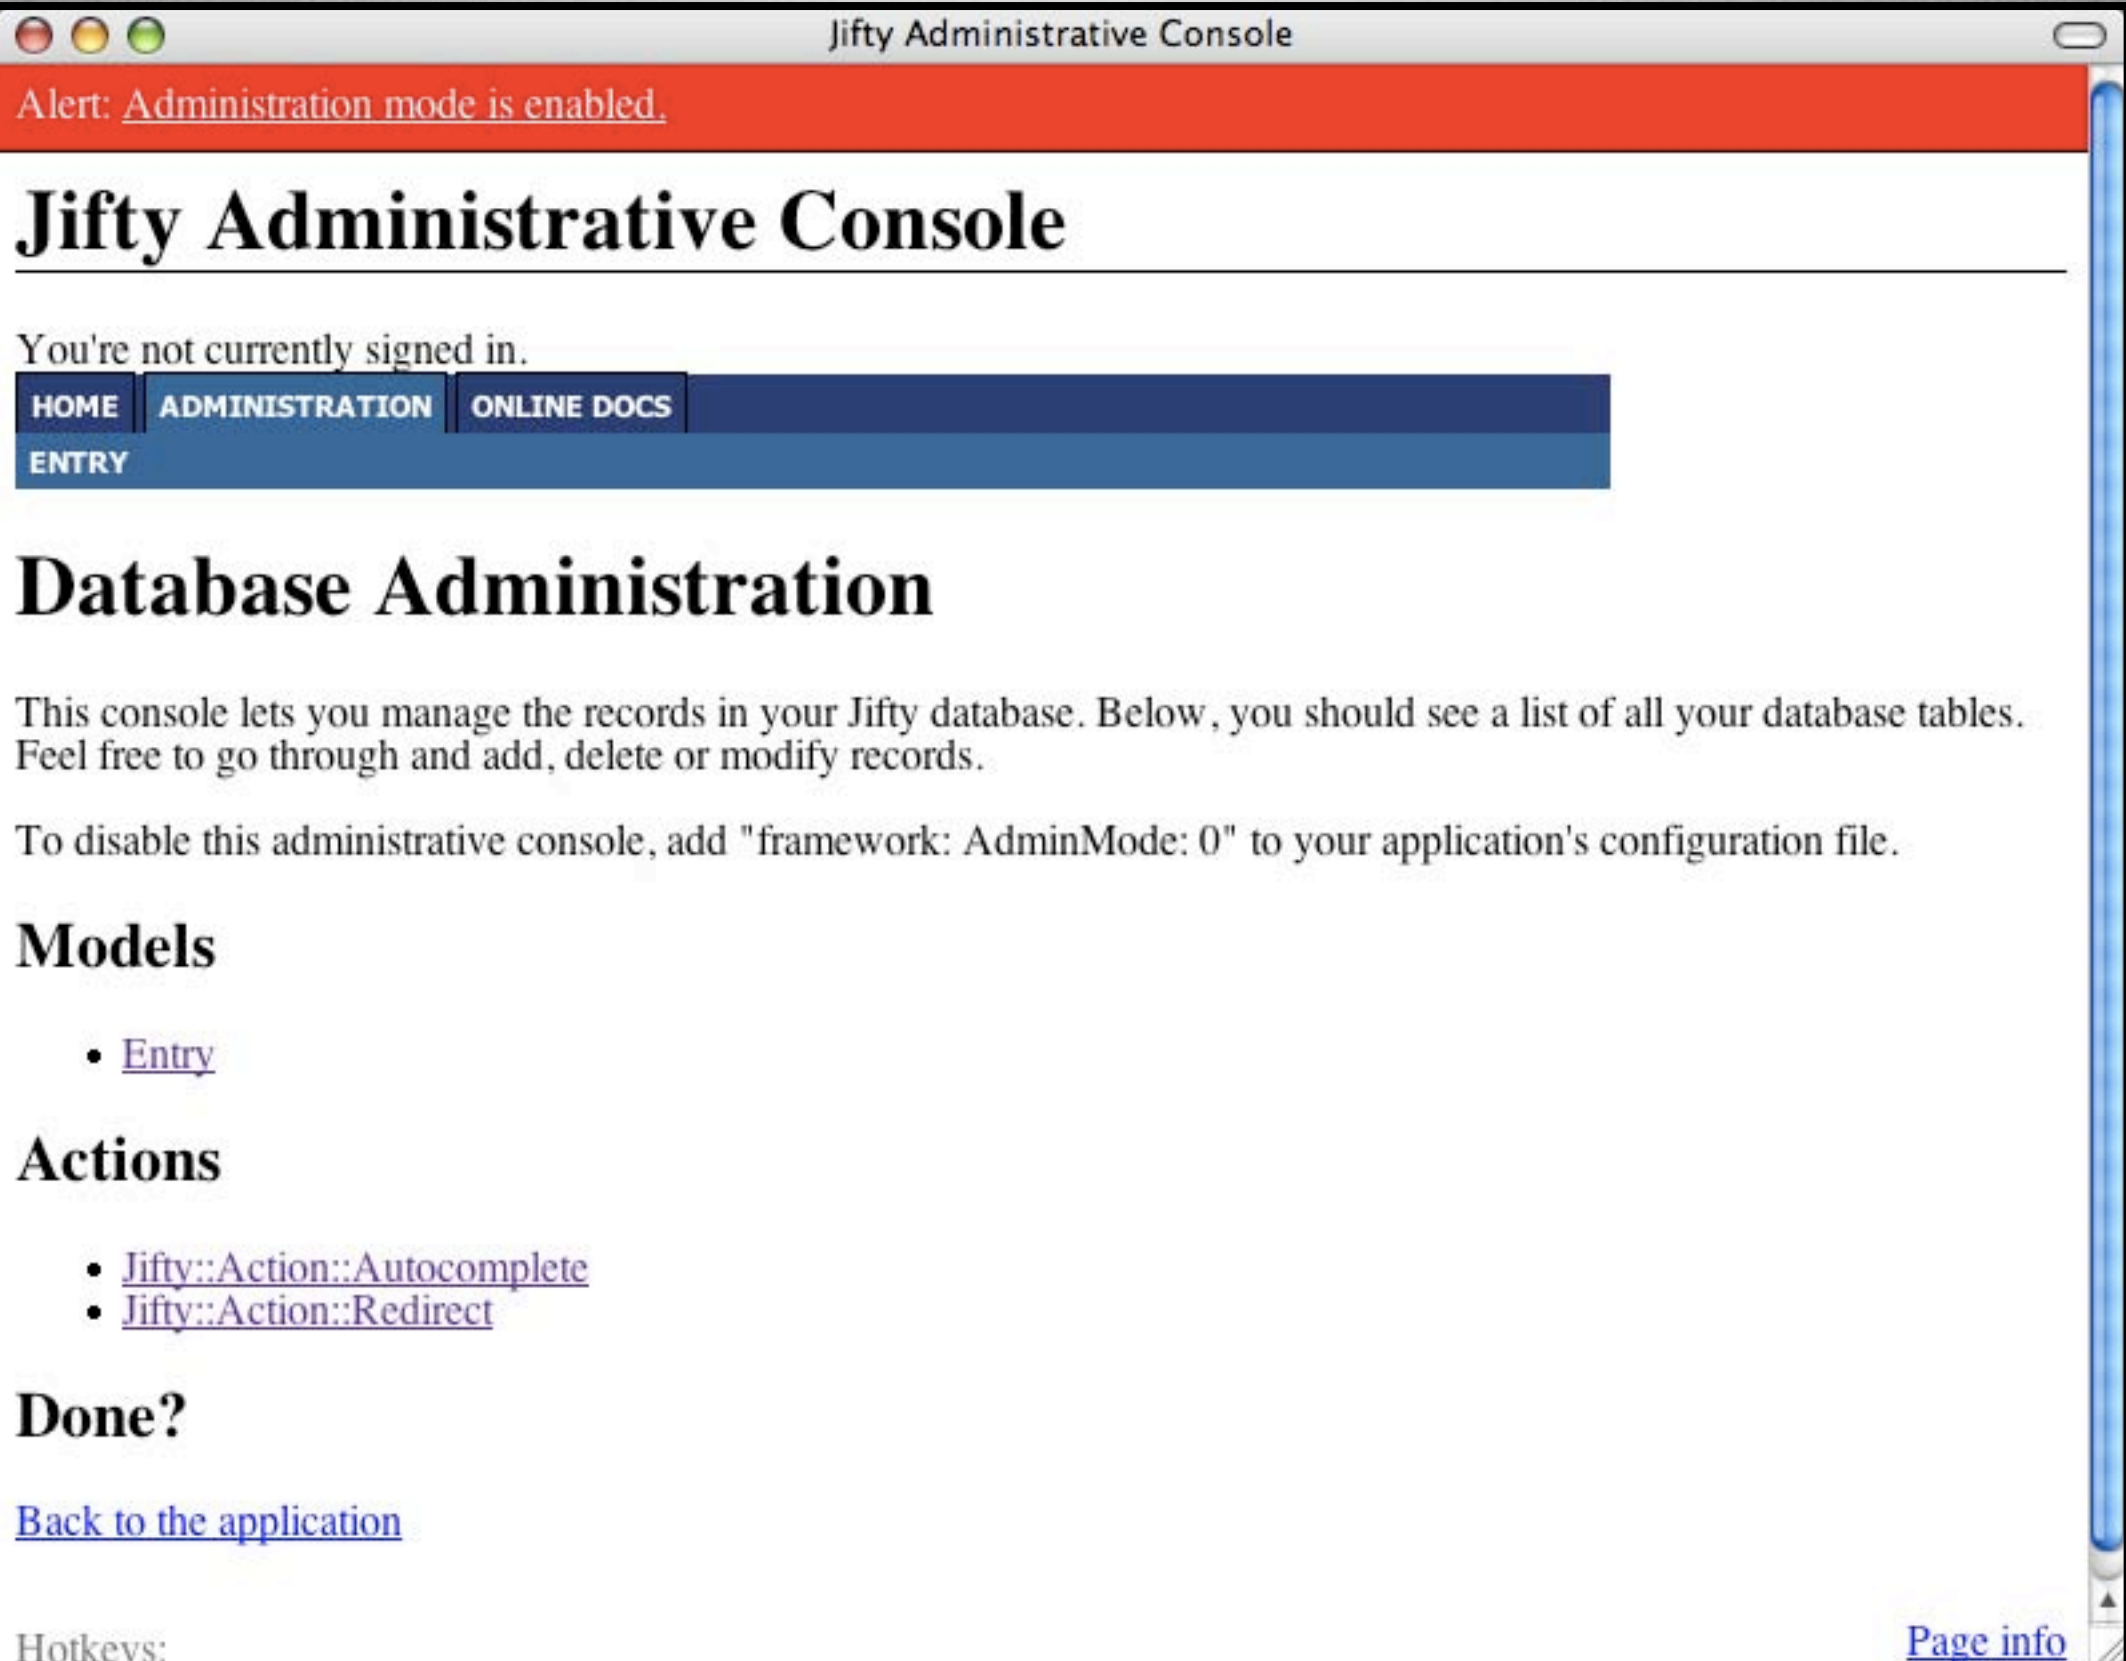 Jifty Administrative Console
Alert: Administration mode is enabled.
Jifty Administrative Console
You're not currently signed in.
HOME ADMINISTRATION ONLINE DOCS
ENTRY
Database Administration
This console lets you manage the records in your Jifty database. Below, you should see a list of all your database tables.
Feel free to go through and add, delete or modify records.
To disable this administrative console, add "framework: AdminMode: 0" to your application's configuration file.
Models
• Entry
Actions
• Jifty::Action::Autocomplete
• Jifty::Action::Redirect
Done?
Back to the application
Hotkeys:
Page info